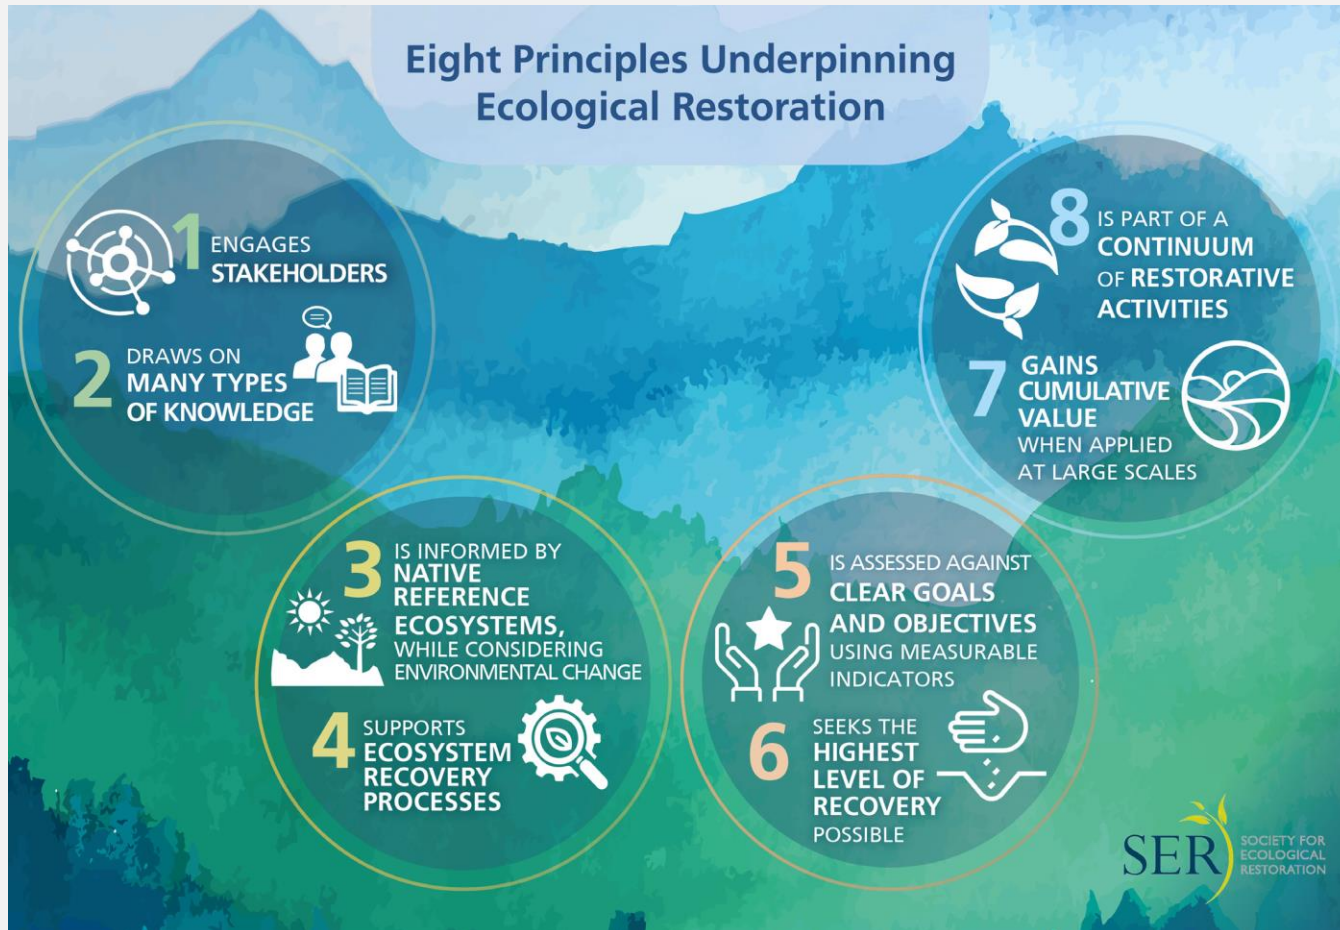 Eight Principles Underpinning
Ecological Restoration
1 ENGAGES
STAKEHOLDERS
2 DRAWS ON
MANY TYPES
OF KNOWLEDGE
3 IS INFORMED BY
NATIVE
REFERENCE
ECOSYSTEMS,
WHILE CONSIDERING
ENVIRONMENTAL CHANGE
4 SUPPORTS
ECOSYSTEM
RECOVERY
PROCESSES
5 IS ASSESSED AGAINST
CLEAR GOALS
AND OBJECTIVES
USING MEASURABLE
INDICATORS
6 SEEKS THE
HIGHEST
LEVEL OF
RECOVERY
POSSIBLE
7 GAINS
CUMULATIVE
VALUE
WHEN APPLIED
AT LARGE SCALES
8 IS PART OF A
CONTINUUM
OF RESTORATIVE
ACTIVITIES
SER
SOCIETY FOR
ECOLOGICAL
RESTORATION